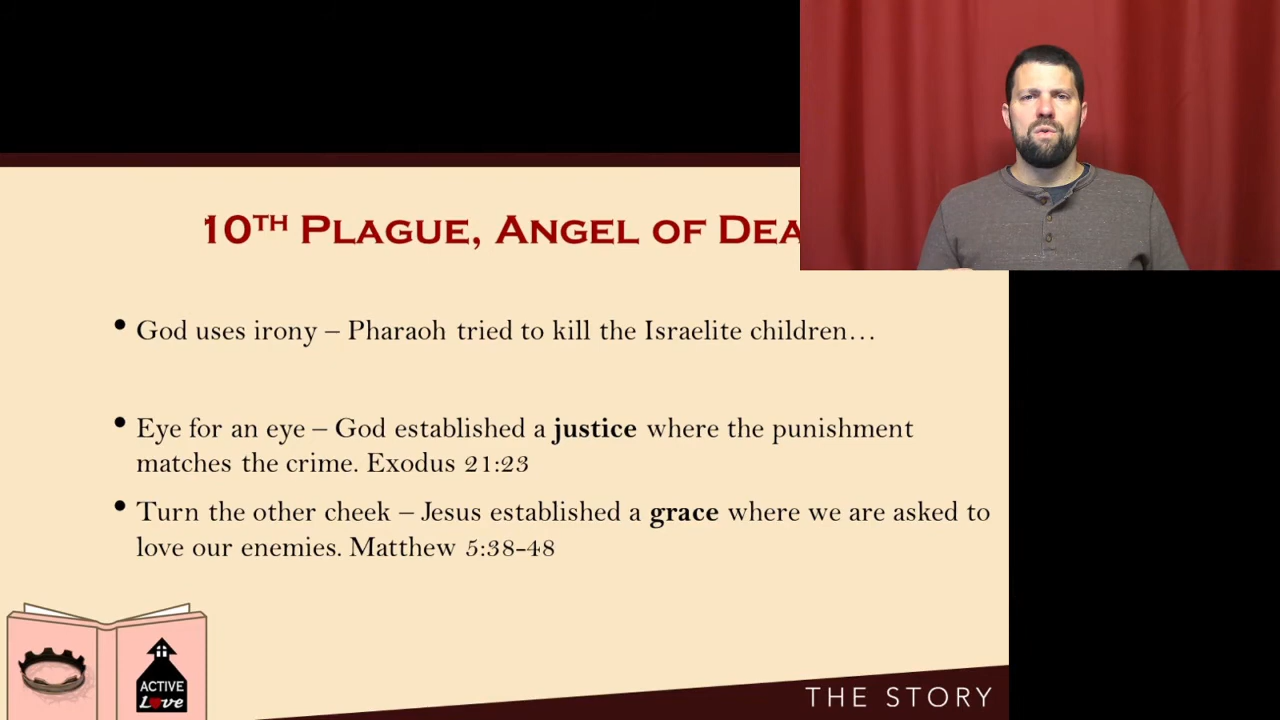 10TH PLAGUE, ANGEL OF DEA
• God uses irony – Pharaoh tried to kill the Israelite children…
• Eye for an eye – God established a justice where the punishment
matches the crime. Exodus 21:23
• Turn the other cheek – Jesus established a grace where we are asked to
love our enemies. Matthew 5:38-48
ACTIVE
Love
THE STORY